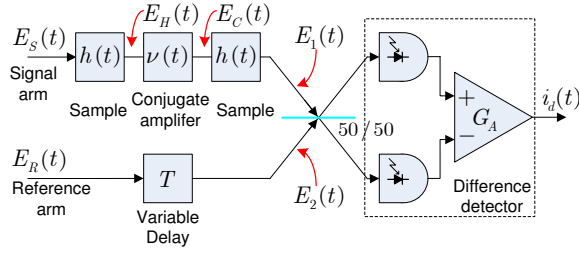 E_H(t) E_C(t)
E_S(t) h(t) ν(t) h(t) E_1(t)
Signal
arm
Sample Conjugate
amplifer Sample
+
G_A
−
i_d(t)
50/50
E_R(t)
Reference
arm
T
E_2(t)
Variable
Delay
Difference
detector